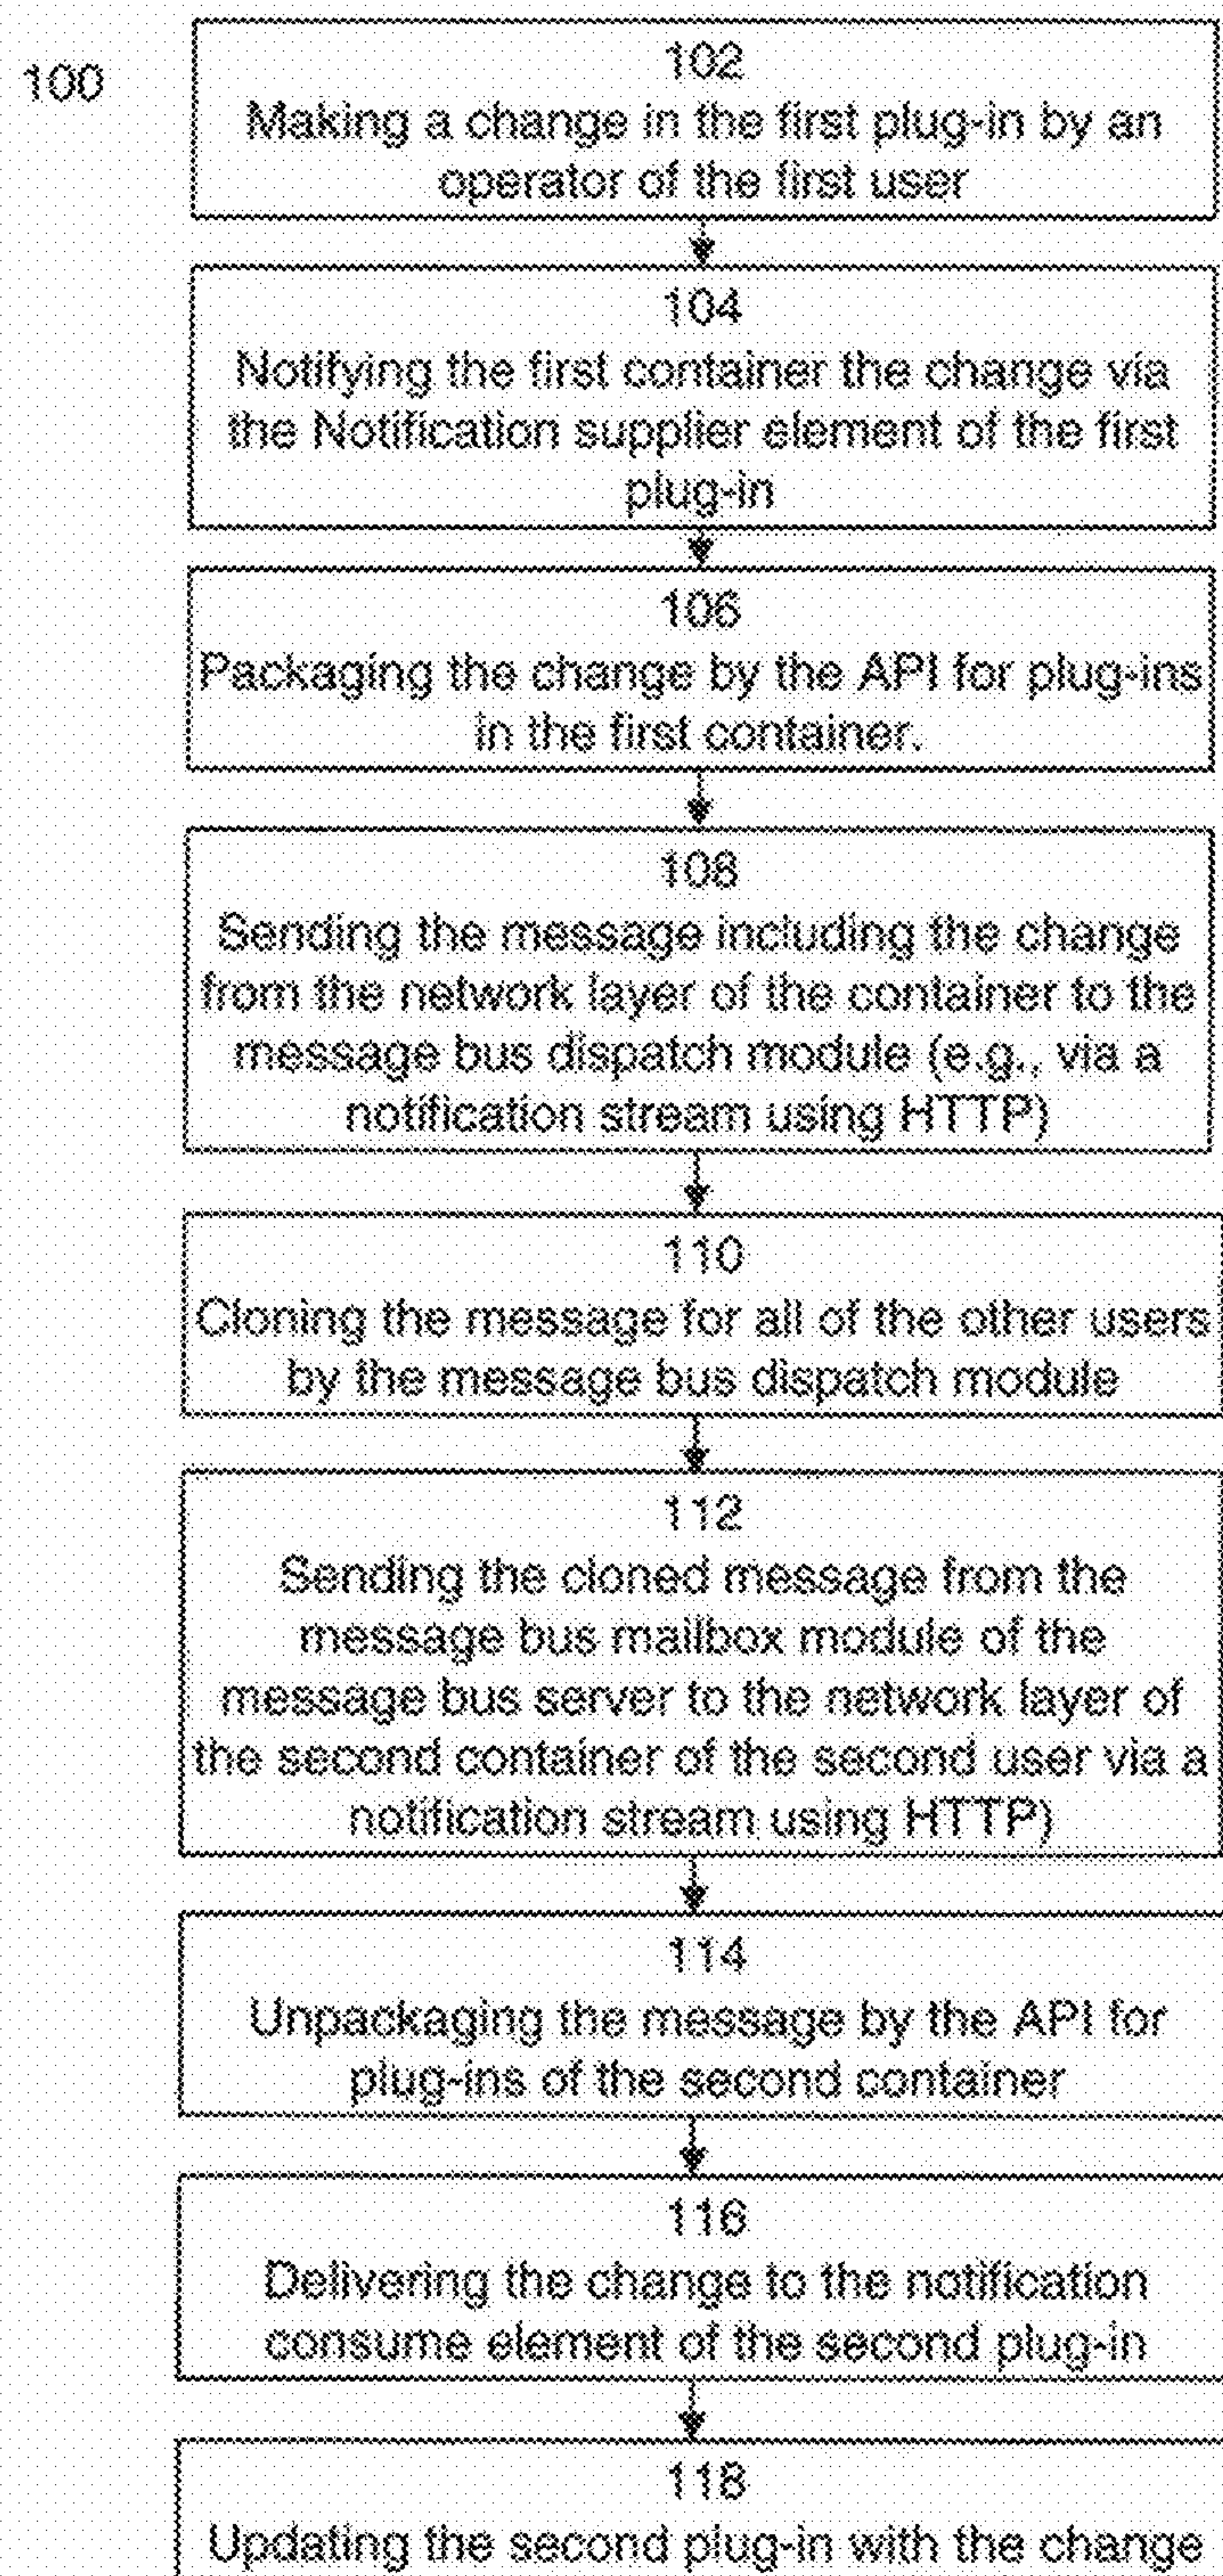 100
102
Making a change in the first plug-in by an
operator of the first user
104
Notifying the first container the change via
the Notification supplier element of the first
plug-in
106
Packaging the change by the API for plug-ins
in the first container.
108
Sending the message including the change
from the network layer of the container to the
message bus dispatch module (e.g., via a
notification stream using HTTP)
110
Cloning the message for all of the other users
by the message bus dispatch module
112
Sending the cloned message from the
message bus mailbox module of the
message bus server to the network layer of
the second container of the second user via a
notification stream using HTTP)
114
Unpackaging the message by the API for
plug-ins of the second container
116
Delivering the change to the notification
consume element of the second plug-in
118
Updating the second plug-in with the change